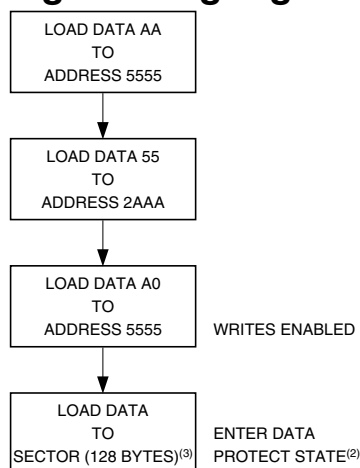 LOAD DATA AA
TO
ADDRESS 5555
LOAD DATA 55
TO
ADDRESS 2AAA
LOAD DATA A0
TO
ADDRESS 5555
WRITES ENABLED
LOAD DATA
TO
SECTOR (128 BYTES)(3)
ENTER DATA
PROTECT STATE(2)